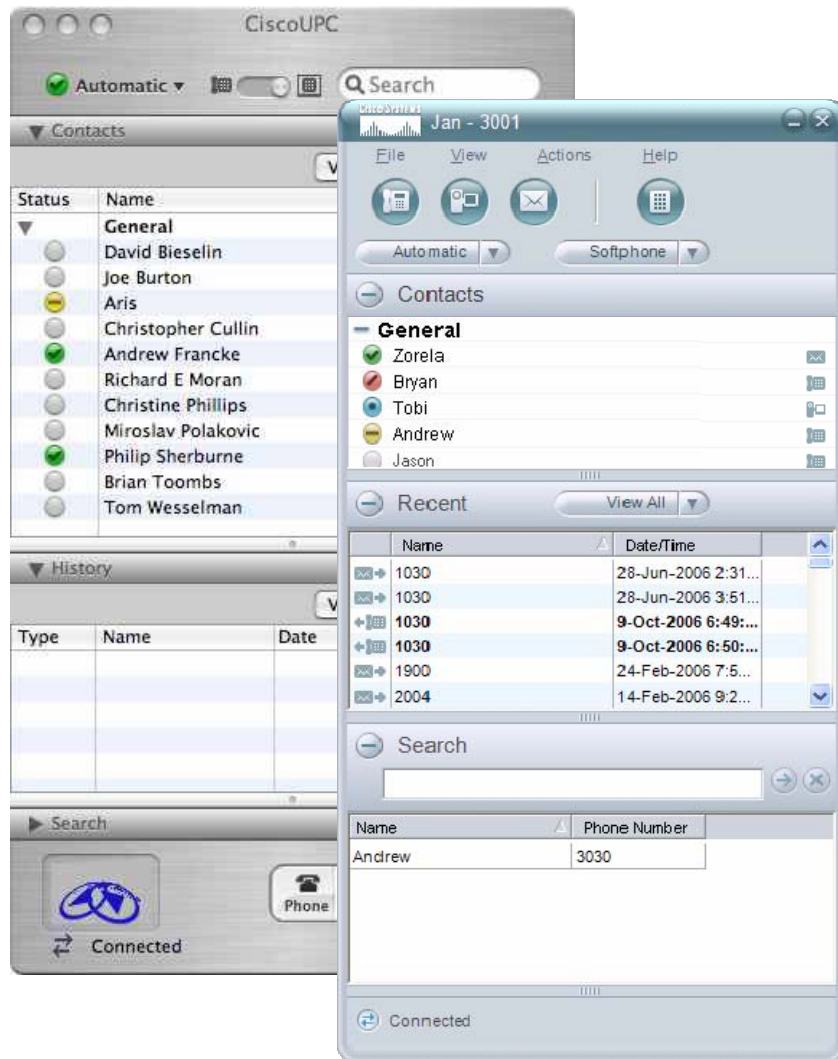 CiscoUPC
Automatic
Search
Contacts
V
Status Name
General
David Bieselin
Joe Burton
Aris
Christopher Cullin
Andrew Francke
Richard E Moran
Christine Phillips
Miroslav Polakovic
Philip Sherburne
Brian Toombs
Tom Wesselman
History
V
Type Name Date
Search
Phone
Connected
Cisco Systems
Jan - 3001
File View Actions Help
Automatic Softphone
Contacts
General
Zorela
Bryan
Tobi
Andrew
Jason
Recent View All
Name Date/Time
1030 28-Jun-2006 2:31...
1030 28-Jun-2006 3:51...
1030 9-Oct-2006 6:49:...
1030 9-Oct-2006 6:50:...
1900 24-Feb-2006 7:5...
2004 14-Feb-2006 9:2...
Search
Name Phone Number
Andrew 3030
Connected